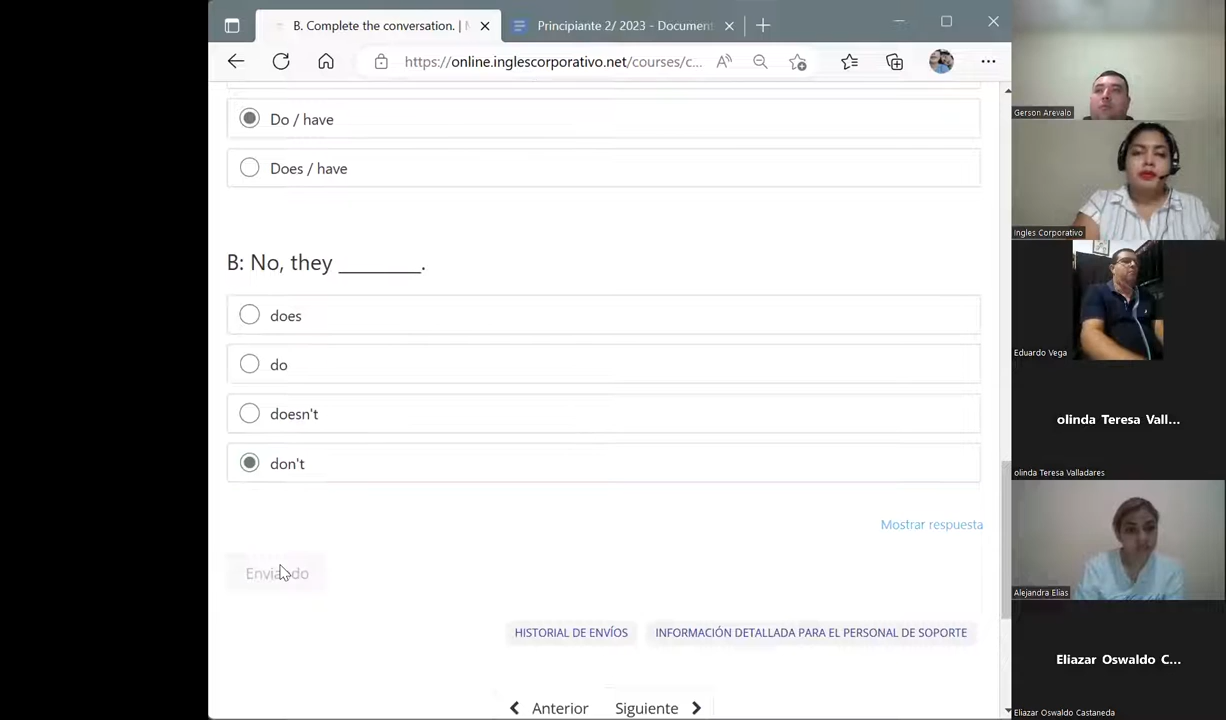 B. Complete the conversation. |
Principiante 2/ 2023 - Document
https://online.inglescorporativo.net/courses/c...
Do / have
Does / have
B: No, they _______.
does
do
doesn't
don't
Mostrar respuesta
Enviando
HISTORIAL DE ENVÍOS
INFORMACIÓN DETALLADA PARA EL PERSONAL DE SOPORTE
Anterior
Siguiente
Gerson Arevalo
Ingles Corporativo
Eduardo Vega
olinda Teresa Vall...
olinda Teresa Valladares
Alejandra Elias
Eliazar Oswaldo C...
Eliazar Oswaldo Castaneda